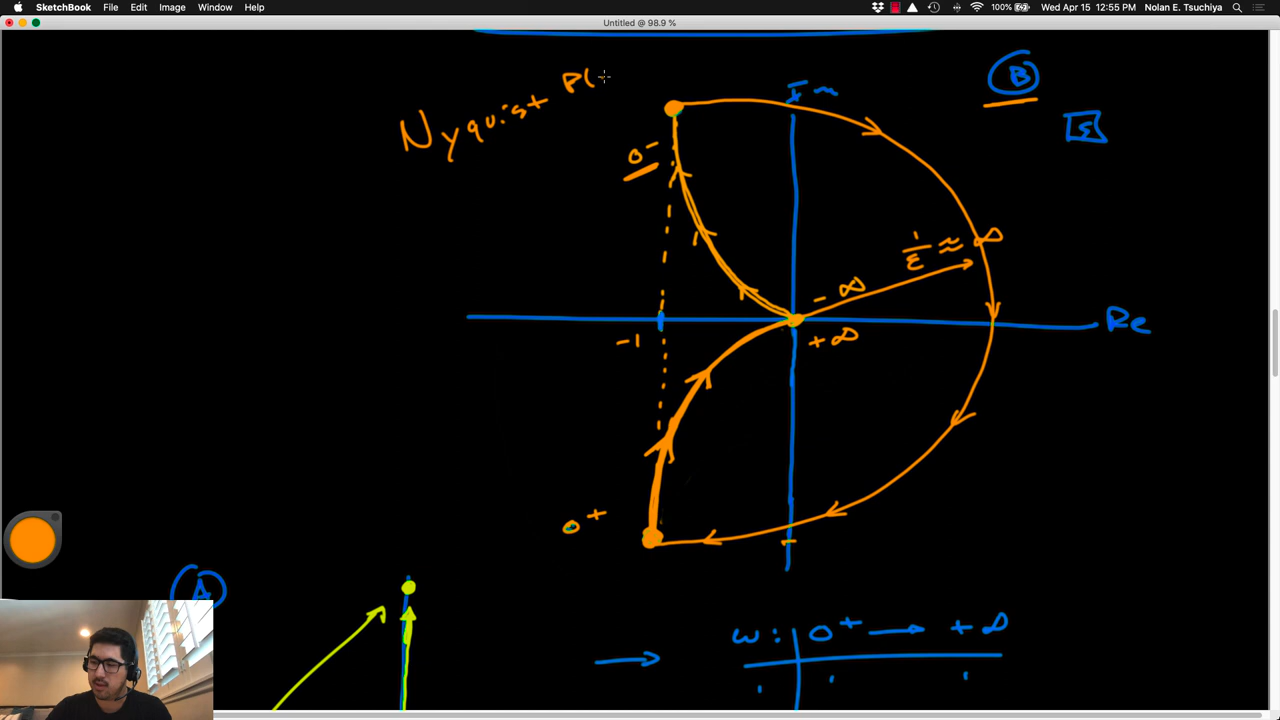 SketchBook File Edit Image Window Help 100% Wed Apr 15 12:55 PM Nolan E. Tsuchiya
Untitled @ 98.9 %
Nyquist Pl
Im
B
S
0-
1/ε ≈ ∞
- ∞
Re
-1
+∞
0+
A
ω: 0+ → + ∞